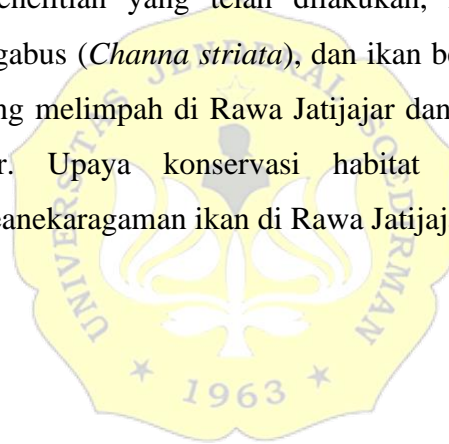 penelitian yang telah dilakukan,
gabus (Channa striata), dan ikan be
ng melimpah di Rawa Jatijajar dan
r. Upaya konservasi habitat
eanekaragaman ikan di Rawa Jatijaj
UNIVERSITAS JENDERAL SOEDIRMAN
1963